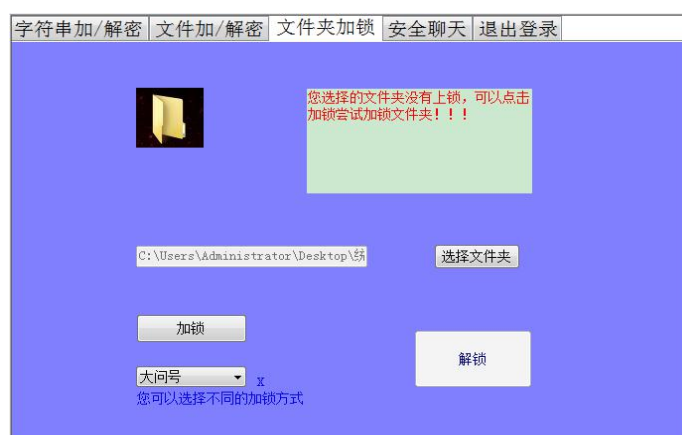 字符串加/解密 文件加/解密 文件夹加锁 安全聊天 退出登录
您选择的文件夹没有上锁，可以点击
加锁尝试加锁文件夹！！！
C:\Users\Administrator\Desktop\ 选择文件夹
加锁
解锁
大问号 x
您可以选择不同的加锁方式